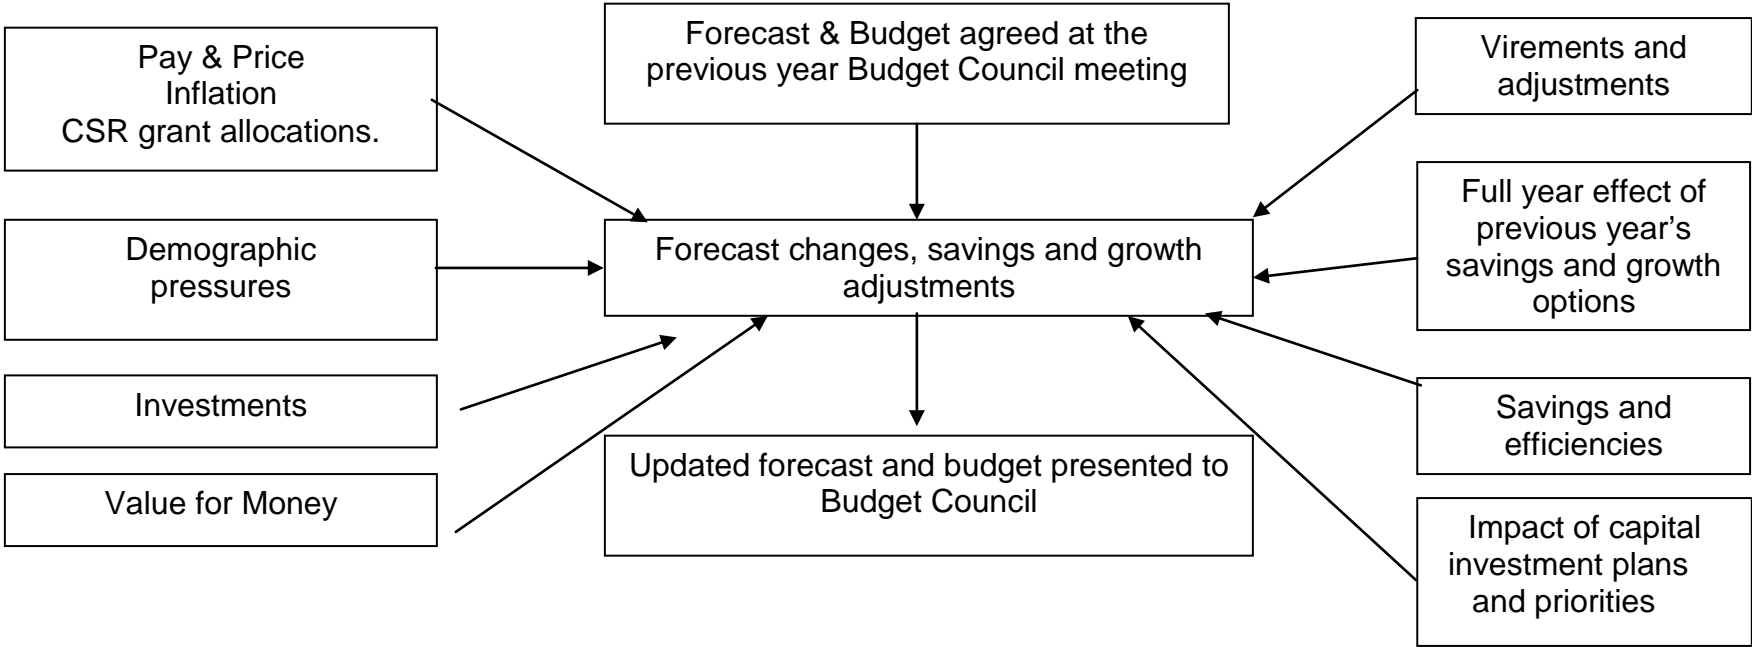 Pay & Price
Inflation
CSR grant allocations.
Forecast & Budget agreed at the
previous year Budget Council meeting
Virements and
adjustments
Demographic
pressures
Forecast changes, savings and growth
adjustments
Full year effect of
previous year’s
savings and growth
options
Investments
Value for Money
Updated forecast and budget presented to
Budget Council
Savings and
efficiencies
Impact of capital
investment plans
and priorities